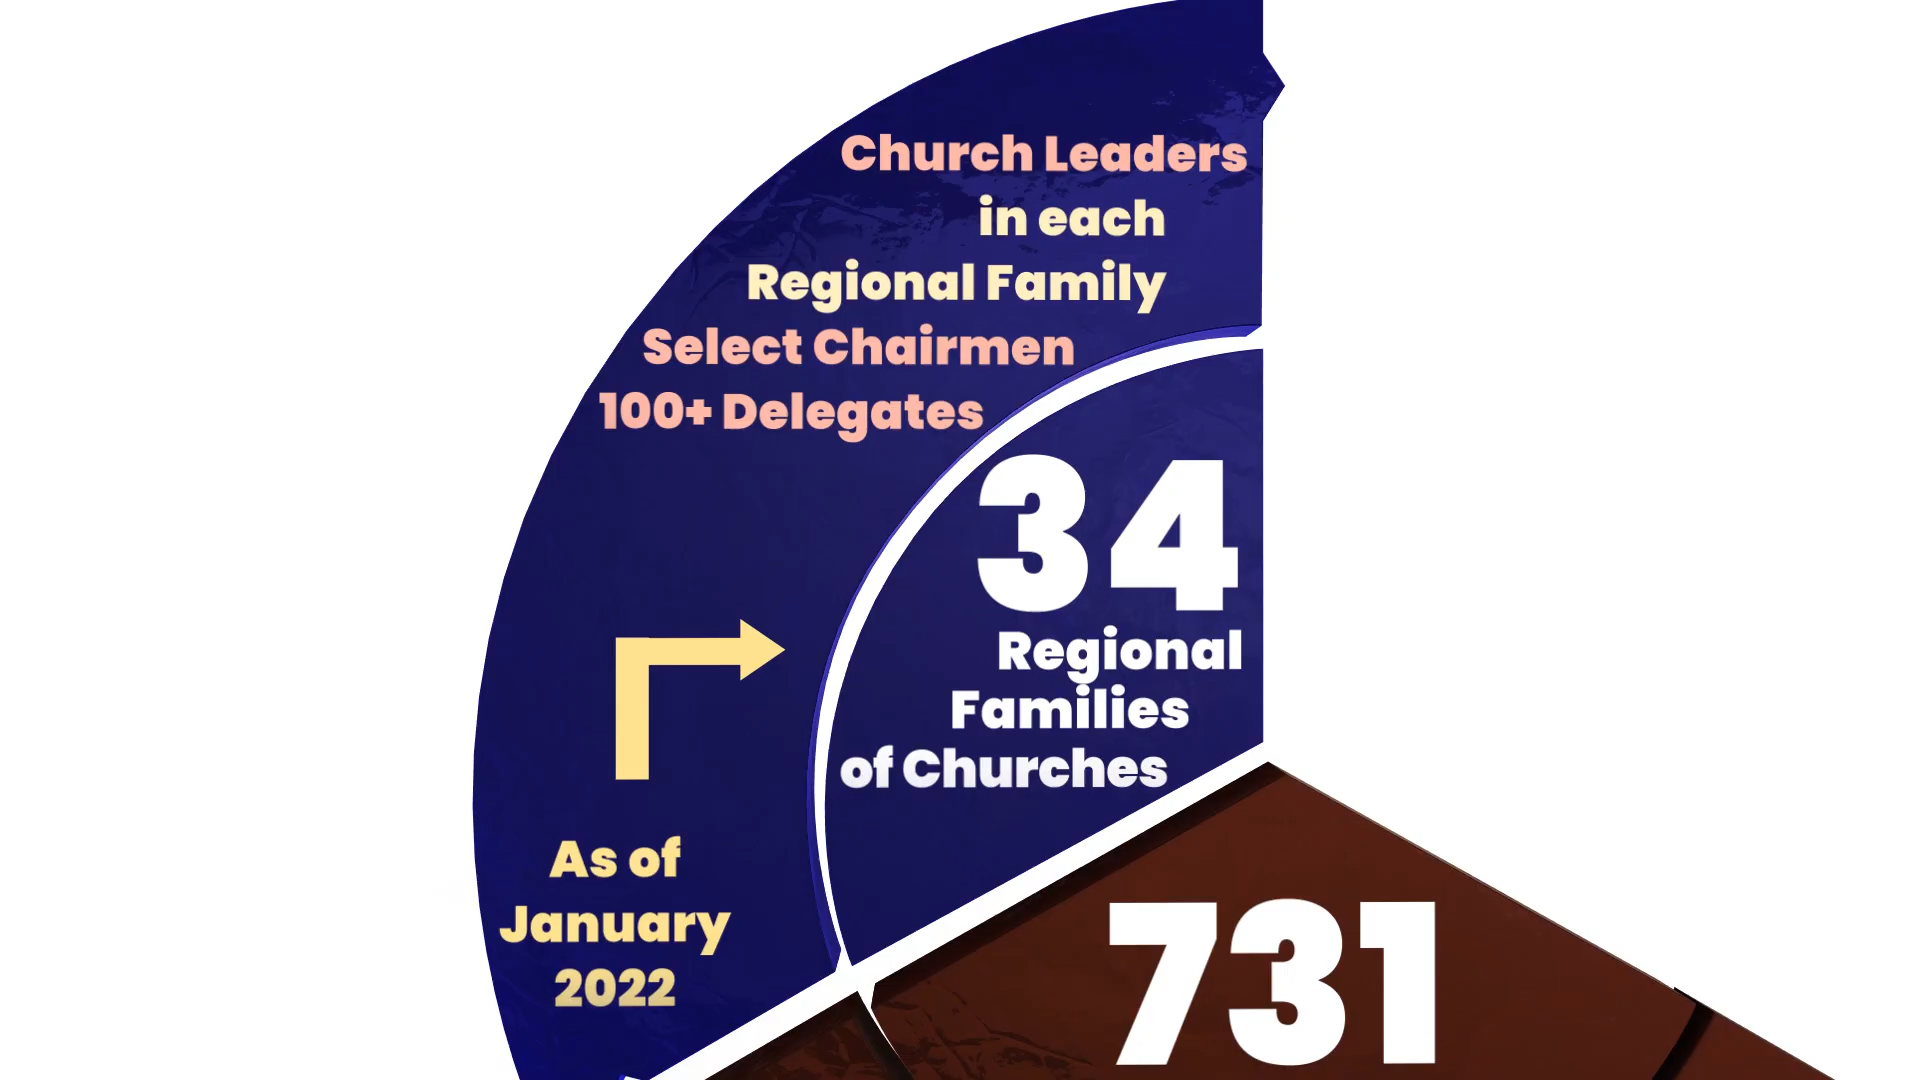 Church Leaders
in each
Regional Family
Select Chairmen
100+ Delegates
34
Regional
Families
of Churches
As of
January
2022
731